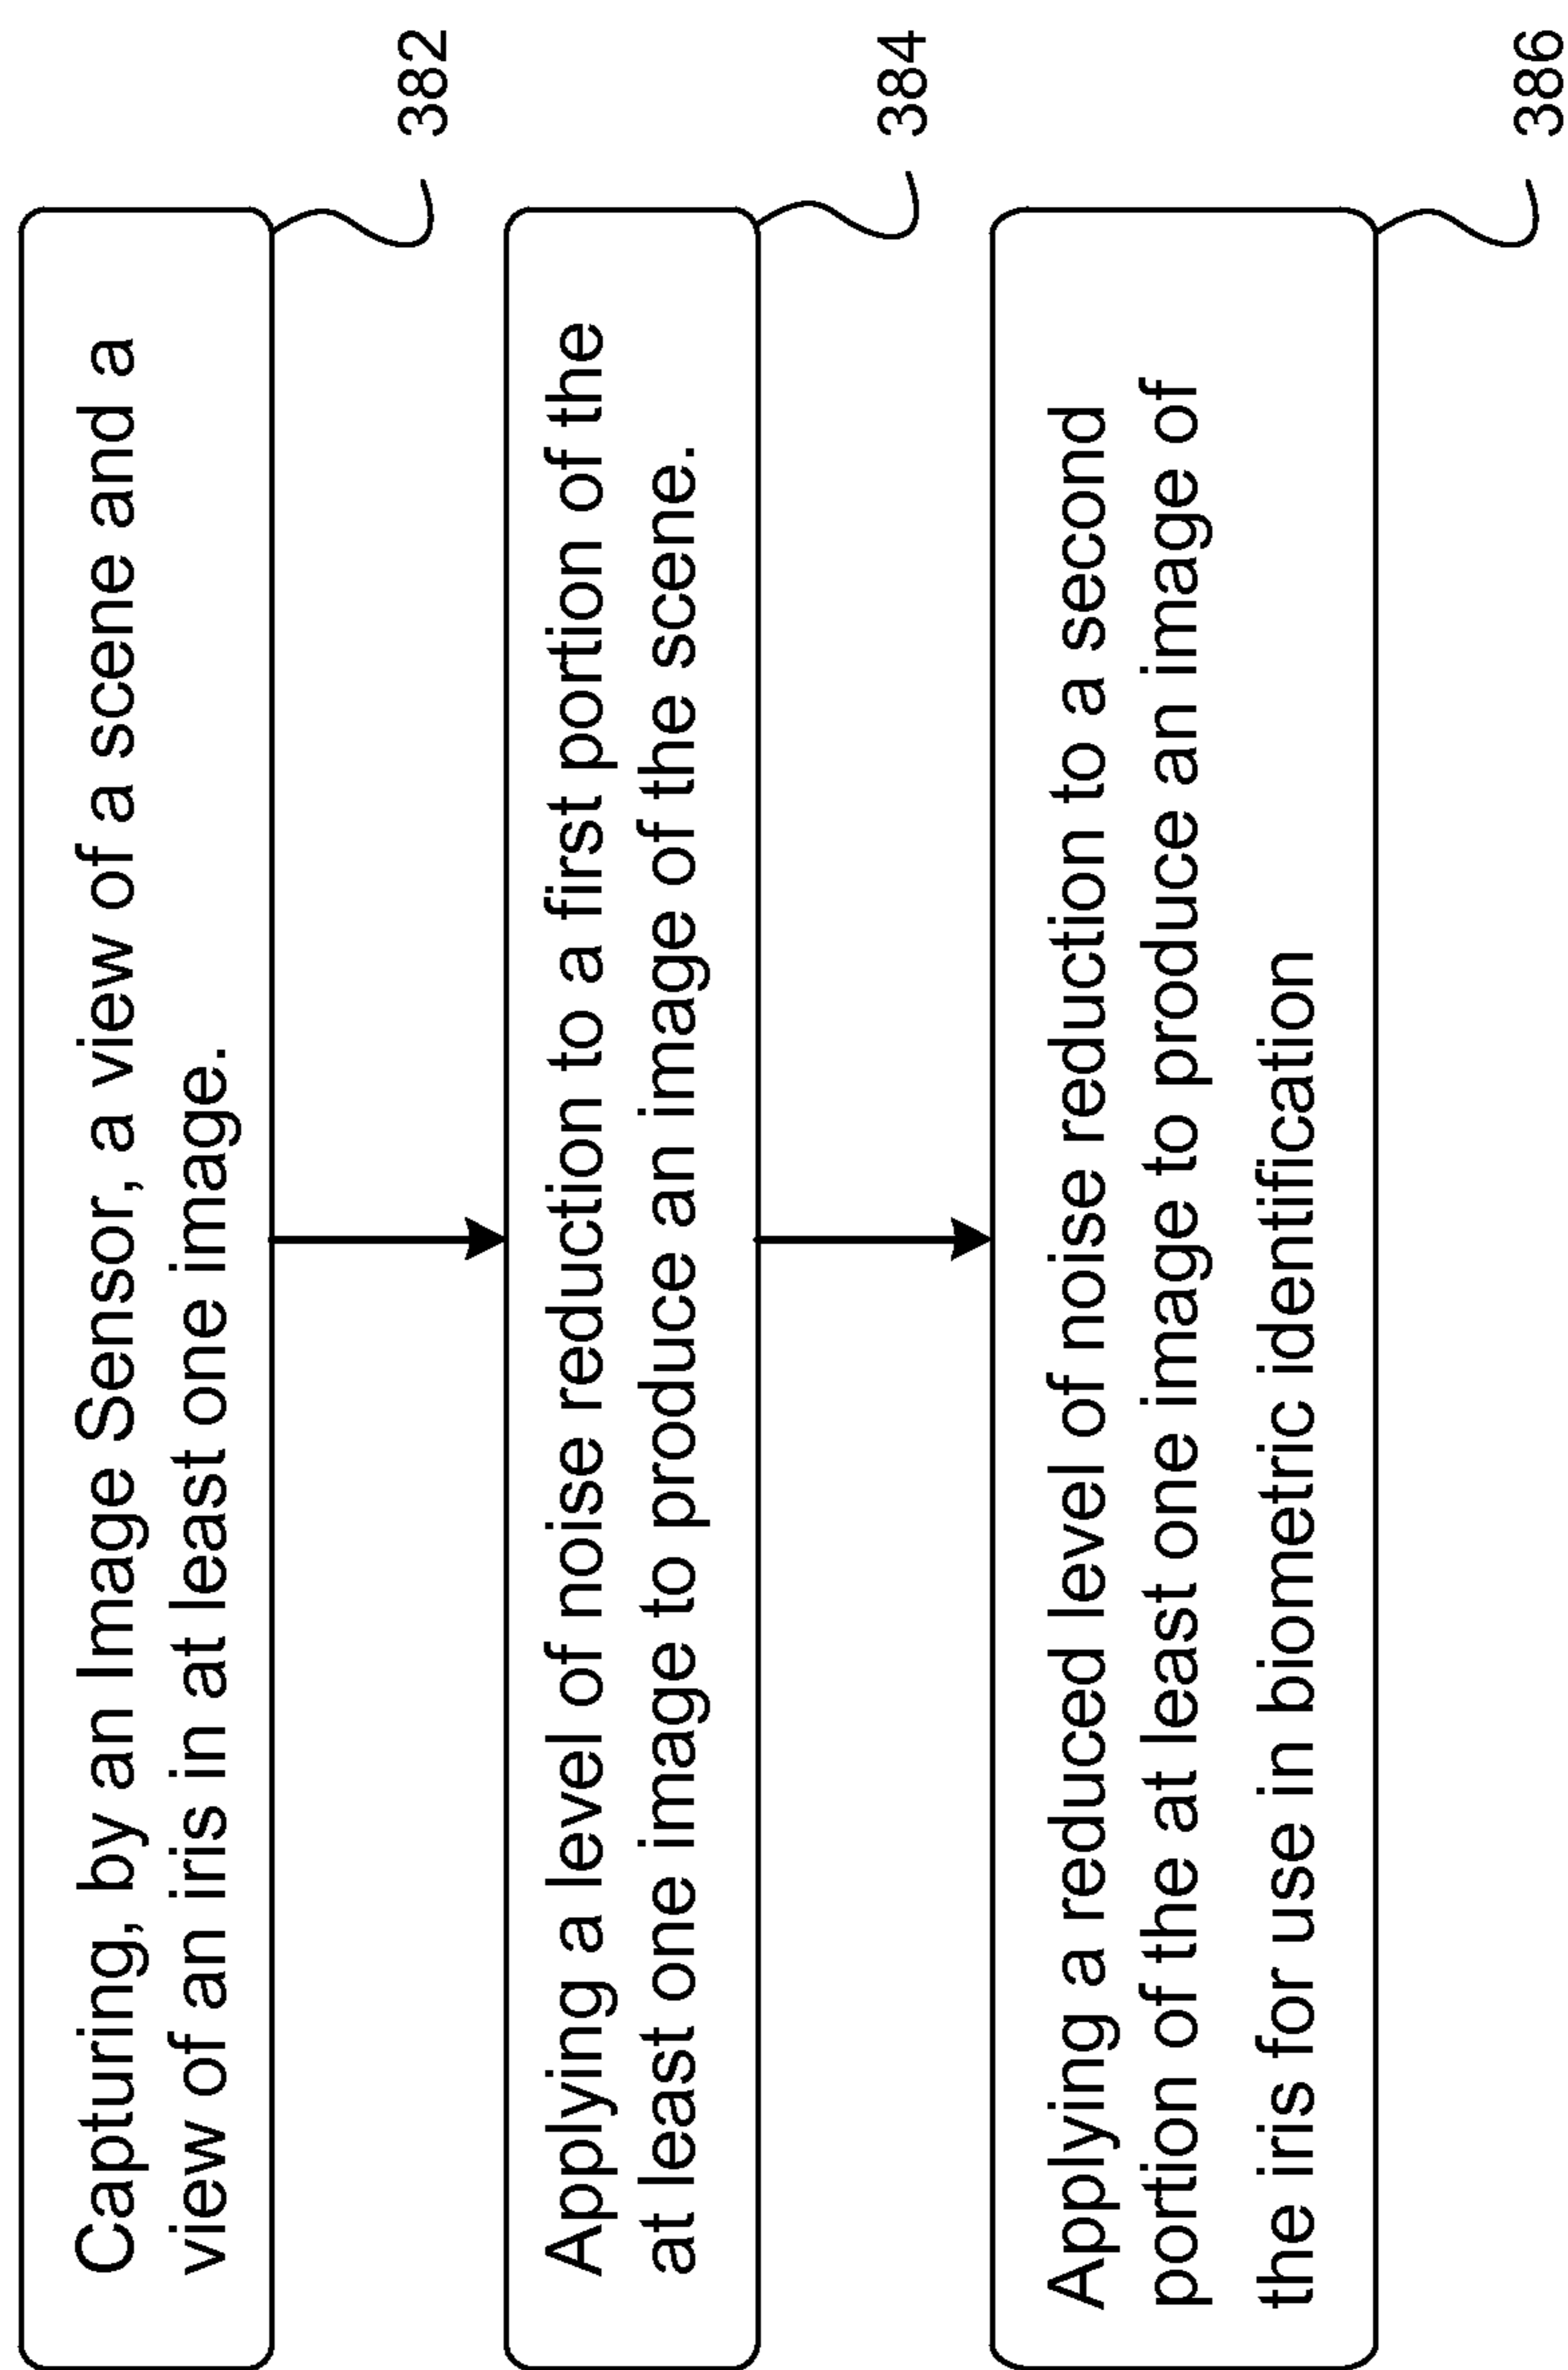 Capturing, by an Image Sensor, a view of a scene and a
view of an iris in at least one image.
382
Applying a level of noise reduction to a first portion of the
at least one image to produce an image of the scene.
384
Applying a reduced level of noise reduction to a second
portion of the at least one image to produce an image of
the iris for use in biometric identification
386